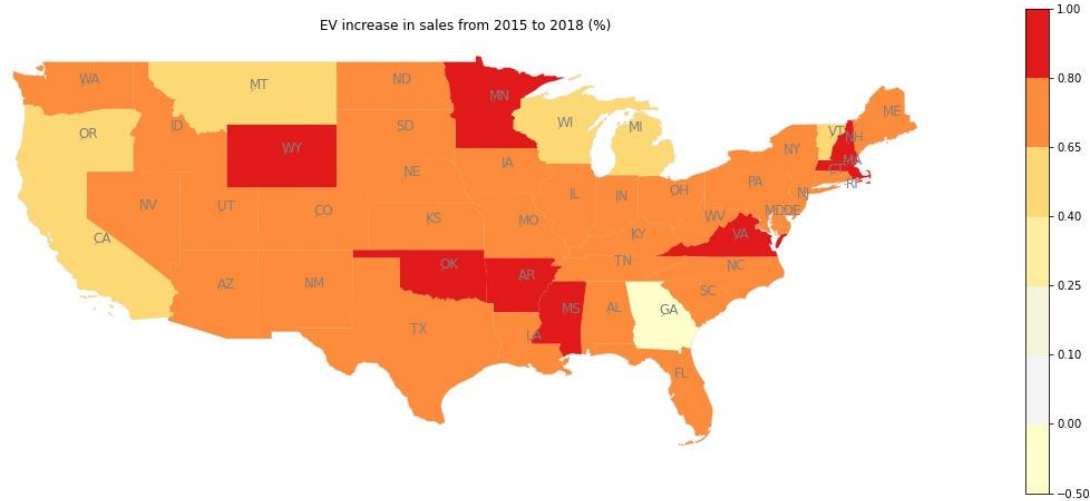 EV increase in sales from 2015 to 2018 (%)
1.00
0.80
0.65
0.40
0.25
0.10
0.00
−0.50
WA
MT
ND
MN
OR
ID
WY
SD
WI
MI
VT
NH
ME
NY
MA
CT
RI
NE
IA
IL
IN
OH
PA
NJ
NV
UT
CO
KS
MO
KY
WV
MD
DE
VA
CA
AZ
NM
OK
AR
TN
NC
SC
TX
LA
MS
AL
GA
FL